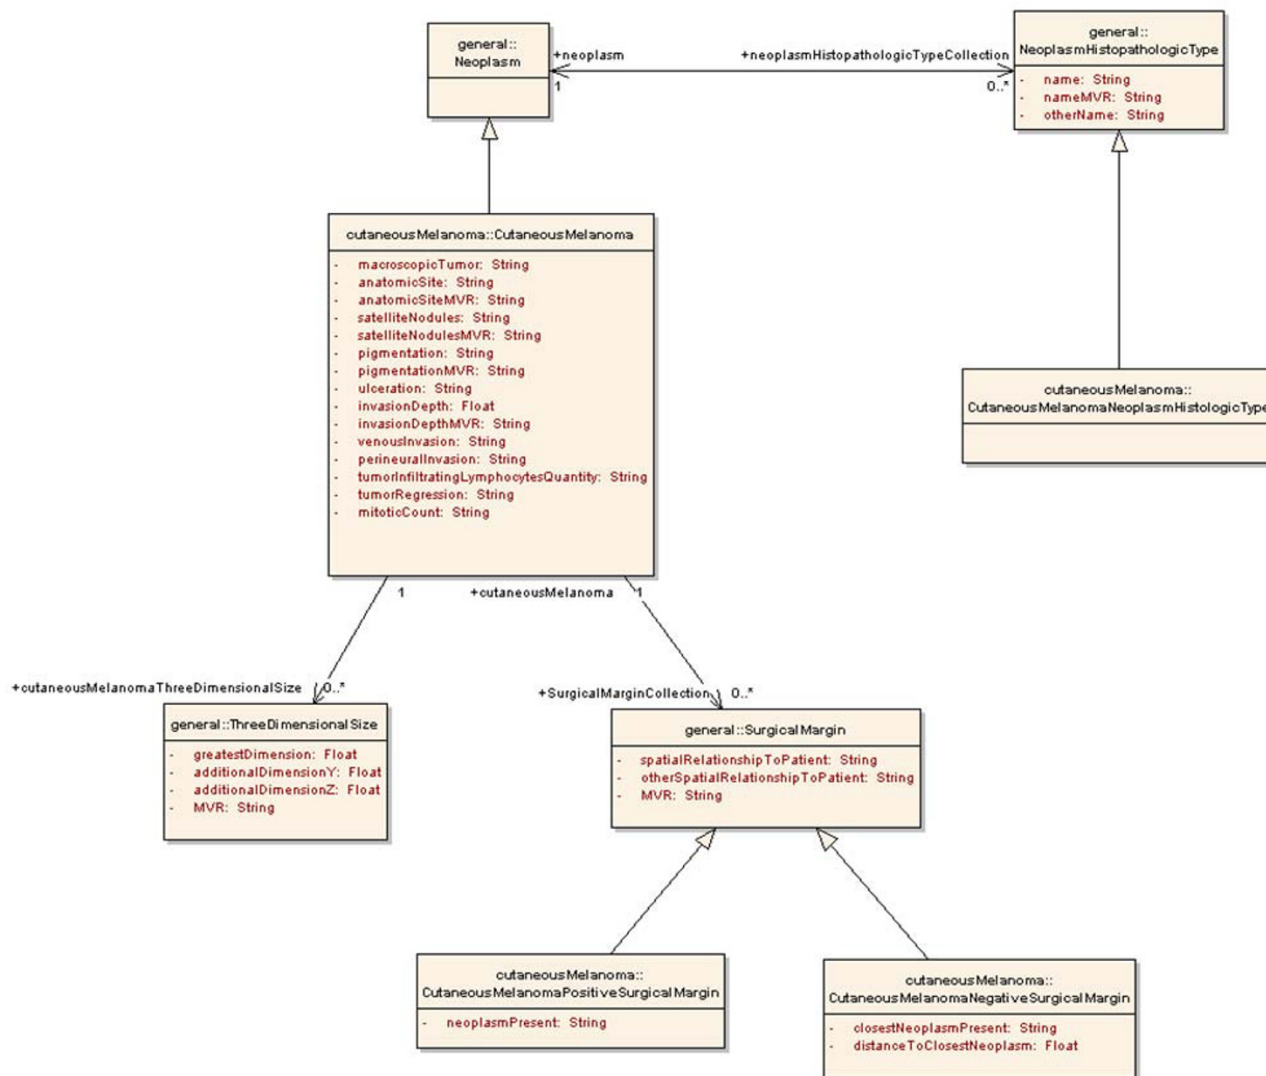 general::
Neoplasm
+neoplasm
1
+neoplasmHistopathologicTypeCollection
0..*
general::
NeoplasmHistopathologicType
- name: String
- nameMVR: String
- otherName: String
cutaneousMelanoma::CutaneousMelanoma
- macroscopicTumor: String
- anatomicSite: String
- anatomicSiteMVR: String
- satelliteNodules: String
- satelliteNodulesMVR: String
- pigmentation: String
- pigmentationMVR: String
- ulceration: String
- invasionDepth: Float
- invasionDepthMVR: String
- venousInvasion: String
- perineuralInvasion: String
- tumorInfiltratingLymphocytesQuantity: String
- tumorRegression: String
- mitoticCount: String
cutaneousMelanoma::
CutaneousMelanomaNeoplasmHistologicType
1
+cutaneousMelanoma
1
+cutaneousMelanomaThreeDimensionalSize
0..*
+SurgicalMarginCollection
0..*
general::ThreeDimensionalSize
- greatestDimension: Float
- additionalDimensionY: Float
- additionalDimensionZ: Float
- MVR: String
general::SurgicalMargin
- spatialRelationshipToPatient: String
- otherSpatialRelationshipToPatient: String
- MVR: String
cutaneousMelanoma::
CutaneousMelanomaPositiveSurgicalMargin
- neoplasmPresent: String
cutaneousMelanoma::
CutaneousMelanomaNegativeSurgicalMargin
- closestNeoplasmPresent: String
- distanceToClosestNeoplasm: Float